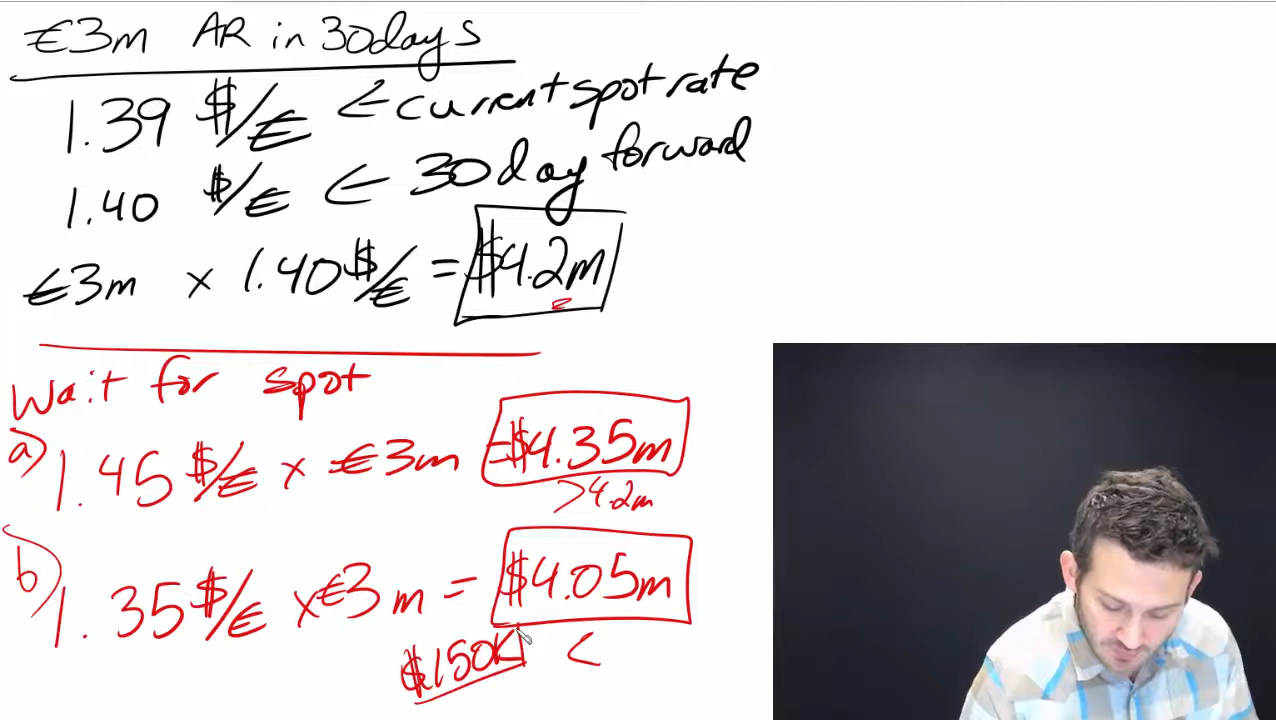 €3m AR in 30days
1.39 $/€ ← current spot rate
1.40 $/€ ← 30 day forward
€3m x 1.40 $/€ = $4.2m
Wait for spot
a) 1.45 $/€ x €3m = $4.35m
>4.2m
b) 1.35 $/€ x €3m = $4.05m
$150K <